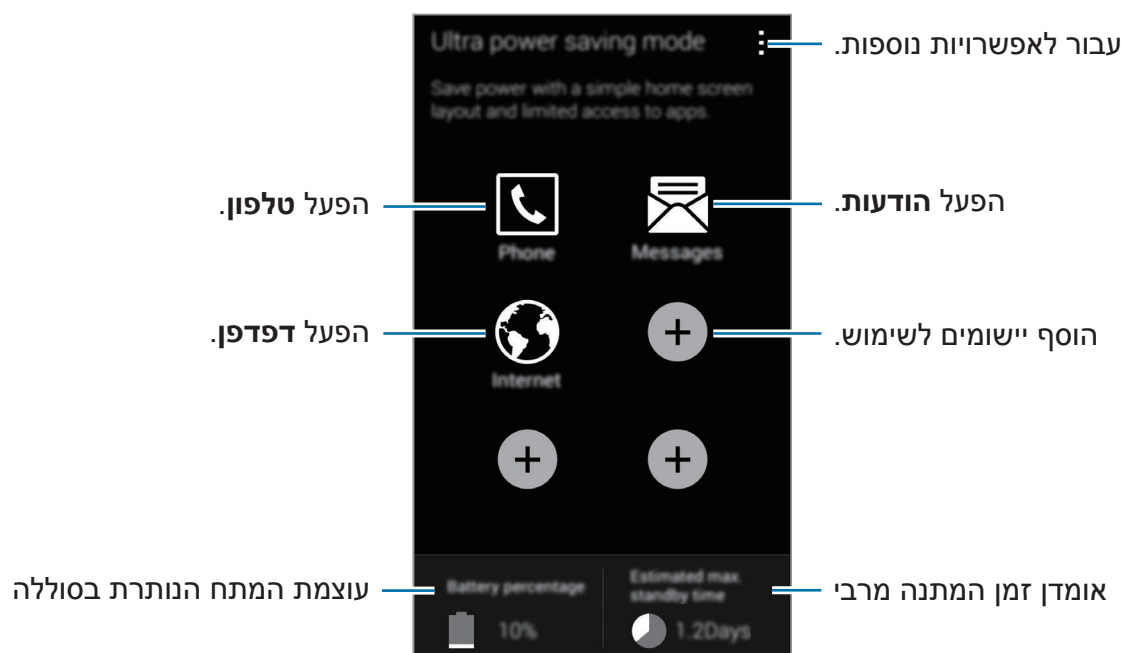 Ultra power saving mode
עבור לאפשרויות נוספות.
Save power with a simple home screen
layout and limited access to apps.
הפעל טלפון.
הפעל הודעות.
Phone
Messages
הפעל דפדפן.
הוסף יישומים לשימוש.
Internet
עוצמת המתח הנותרת בסוללה
Battery percentage
10%
Estimated max.
standby time
1.2Days
אומדן זמן המתנה מרבי